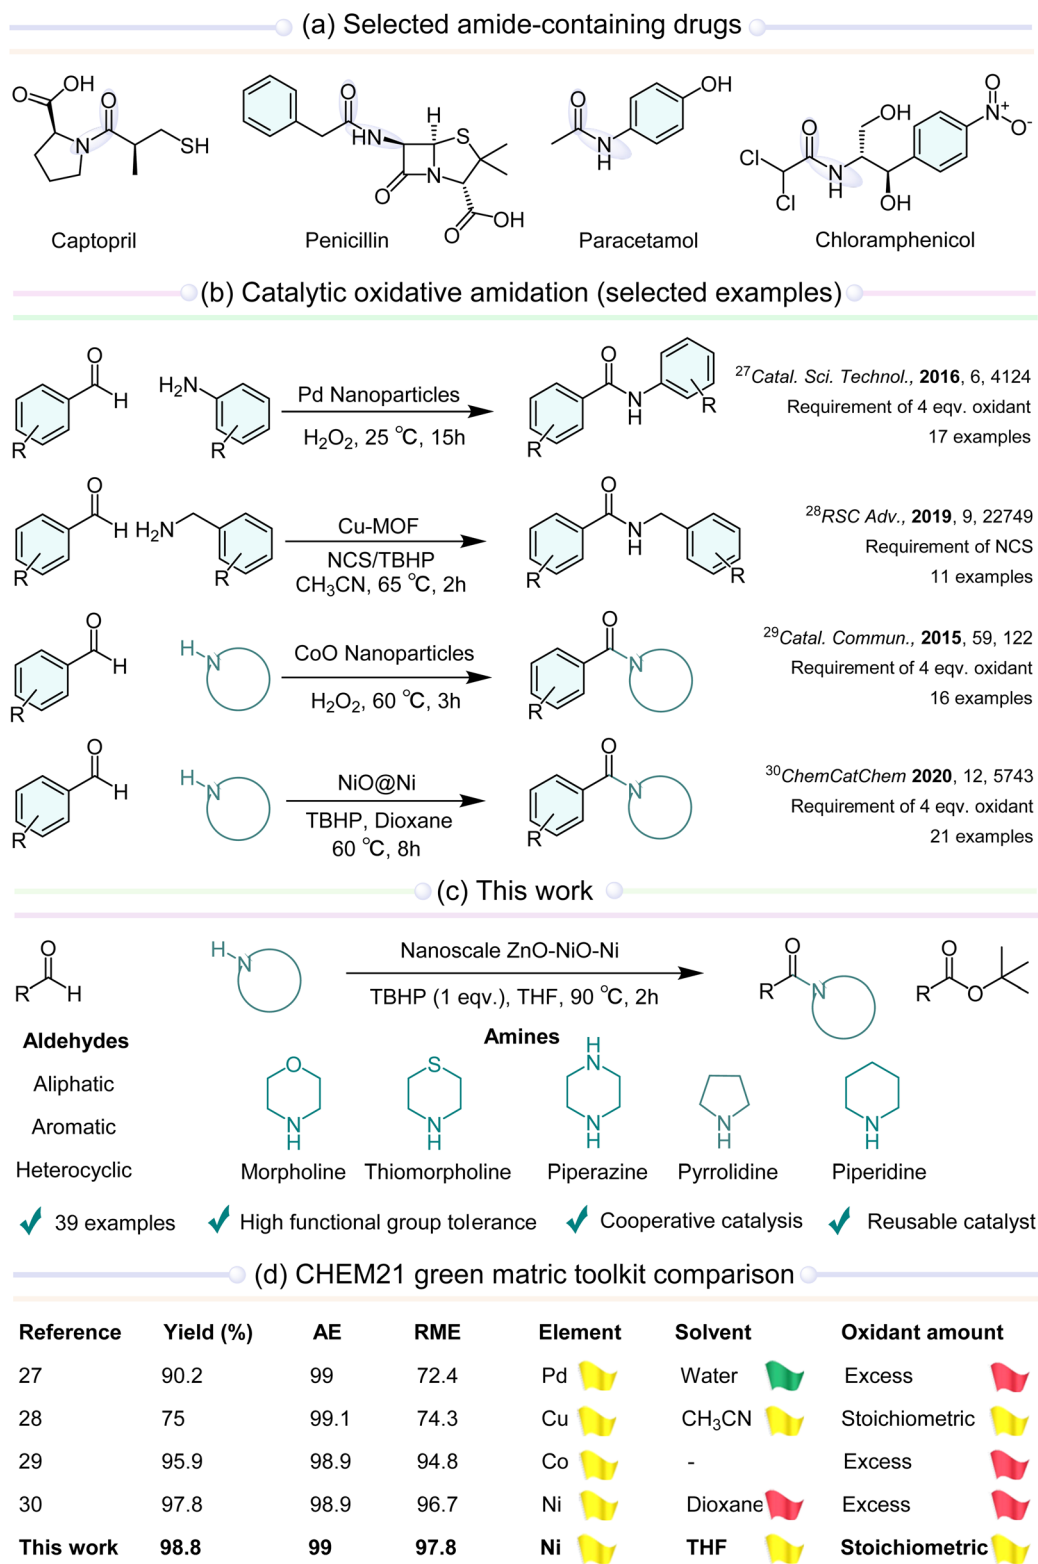 (a) Selected amide-containing drugs
O
OH
N
O
SH
O
HN
H
S
N
O
O
OH
O
N
H
OH
Cl
Cl
O
N
H
OH
OH
O
N+
O-
Captopril
Penicillin
Paracetamol
Chloramphenicol
(b) Catalytic oxidative amidation (selected examples)
O
H
R
H2N
R
Pd Nanoparticles
H2O2, 25 ℃, 15h
O
N
H
R
R
27Catal. Sci. Technol., 2016, 6, 4124
Requirement of 4 eqv. oxidant
17 examples
O
H
R
H2N
R
Cu-MOF
NCS/TBHP
CH3CN, 65 ℃, 2h
O
N
H
R
R
28RSC Adv., 2019, 9, 22749
Requirement of NCS
11 examples
O
H
R
H
N
CoO Nanoparticles
H2O2, 60 ℃, 3h
O
N
R
29Catal. Commun., 2015, 59, 122
Requirement of 4 eqv. oxidant
16 examples
O
H
R
H
N
NiO@Ni
TBHP, Dioxane
60 ℃, 8h
O
N
R
30ChemCatChem 2020, 12, 5743
Requirement of 4 eqv. oxidant
21 examples
(c) This work
O
R
H
H
N
Nanoscale ZnO-NiO-Ni
TBHP (1 eqv.), THF, 90 ℃, 2h
O
R
N
O
R
O
Aldehydes
Aliphatic
Aromatic
Heterocyclic
Amines
O
N
H
S
N
H
H
N
N
H
N
H
N
H
Morpholine
Thiomorpholine
Piperazine
Pyrrolidine
Piperidine
39 examples
High functional group tolerance
Cooperative catalysis
Reusable catalyst
(d) CHEM21 green matric toolkit comparison
Reference Yield (%) AE RME Element Solvent Oxidant amount
27 90.2 99 72.4 Pd Water Excess
28 75 99.1 74.3 Cu CH3CN Stoichiometric
29 95.9 98.9 94.8 Co - Excess
30 97.8 98.9 96.7 Ni Dioxane Excess
This work 98.8 99 97.8 Ni THF Stoichiometric